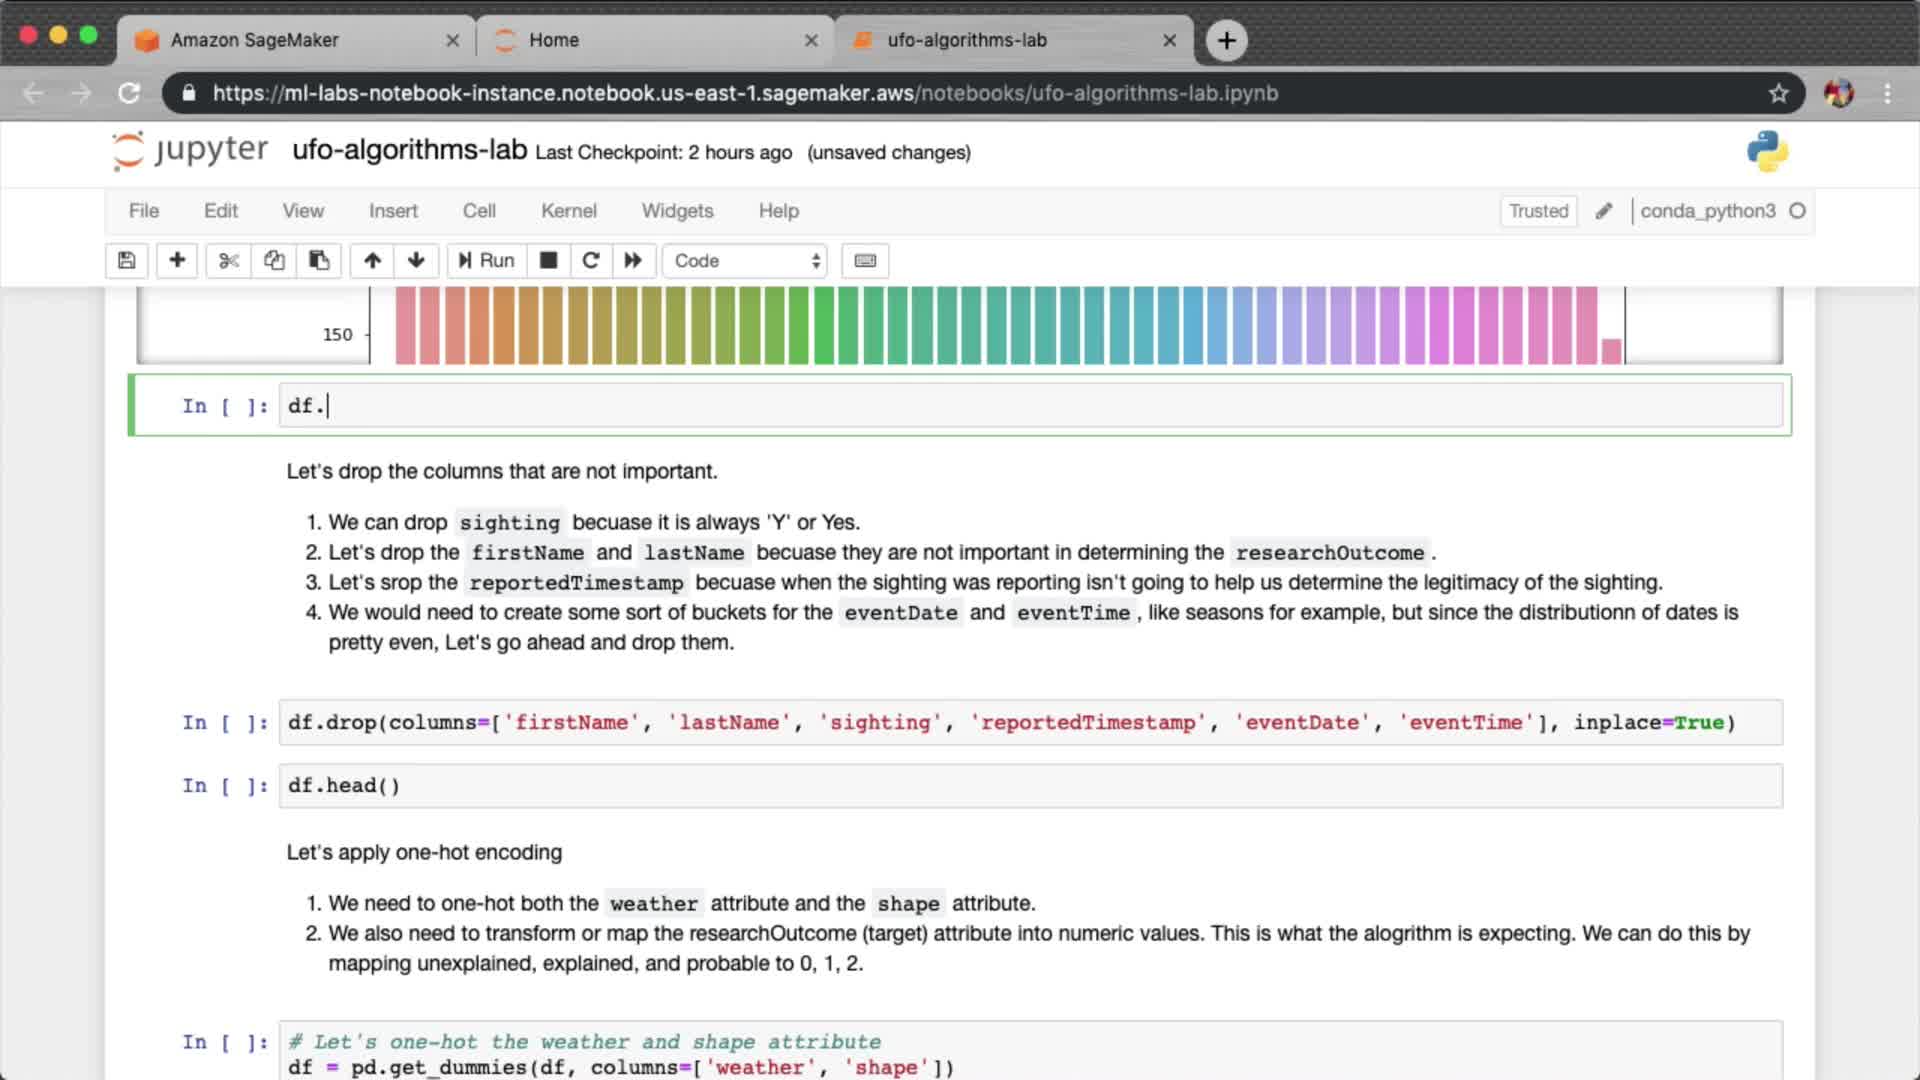 Amazon SageMaker
Home
ufo-algorithms-lab
https://ml-labs-notebook-instance.notebook.us-east-1.sagemaker.aws/notebooks/ufo-algorithms-lab.ipynb
jupyter ufo-algorithms-lab Last Checkpoint: 2 hours ago (unsaved changes)
File Edit View Insert Cell Kernel Widgets Help Trusted conda_python3
Run Code
150
In [ ]: df.
Let's drop the columns that are not important.
1. We can drop sighting becuase it is always 'Y' or Yes.
2. Let's drop the firstName and lastName becuase they are not important in determining the researchOutcome .
3. Let's srop the reportedTimestamp becuase when the sighting was reporting isn't going to help us determine the legitimacy of the sighting.
4. We would need to create some sort of buckets for the eventDate and eventTime , like seasons for example, but since the distributionn of dates is
pretty even, Let's go ahead and drop them.
In [ ]: df.drop(columns=['firstName', 'lastName', 'sighting', 'reportedTimestamp', 'eventDate', 'eventTime'], inplace=True)
In [ ]: df.head()
Let's apply one-hot encoding
1. We need to one-hot both the weather attribute and the shape attribute.
2. We also need to transform or map the researchOutcome (target) attribute into numeric values. This is what the alogrithm is expecting. We can do this by
mapping unexplained, explained, and probable to 0, 1, 2.
In [ ]: # Let's one-hot the weather and shape attribute
df = pd.get_dummies(df, columns=['weather', 'shape'])